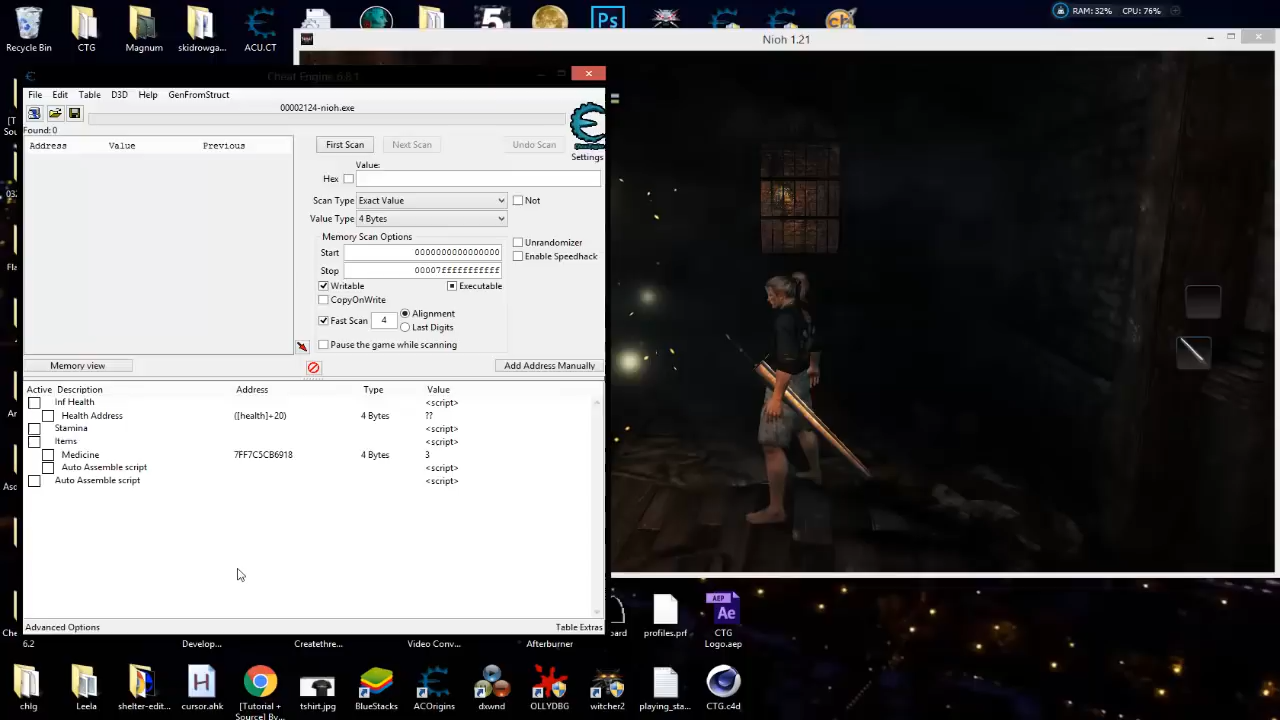 RAM: 32% CPU: 76%
Recycle Bin
CTG
Magnum
skidrowga...
ACU.CT
Nioh 1.21
Cheat Engine 6.8.1
File Edit Table D3D Help GenFromStruct
00002124-nioh.exe
Found: 0
Address Value Previous
First Scan Next Scan Undo Scan
Settings
Value:
Hex
Scan Type Exact Value Not
Value Type 4 Bytes
Memory Scan Options
Start 0000000000000000
Stop 00007fffffffffff
Unrandomizer
Enable Speedhack
Writable Executable
CopyOnWrite
Fast Scan 4 Alignment
Last Digits
Pause the game while scanning
Memory view Add Address Manually
Active Description Address Type Value
Inf Health <script>
Health Address ([health]+20) 4 Bytes ??
Stamina <script>
Items <script>
Medicine 7FF7C5CB6918 4 Bytes 3
Auto Assemble script <script>
Auto Assemble script <script>
Advanced Options Table Extras
6.2 Develop... Createthre... Video Conv... Afterburner
profiles.prf
CTG
Logo.aep
chlg Leela shelter-edit... cursor.ahk [Tutorial + Source] By... tshirt.jpg BlueStacks ACOrigins dxwnd OLLYDBG witcher2 playing_sta... CTG.c4d